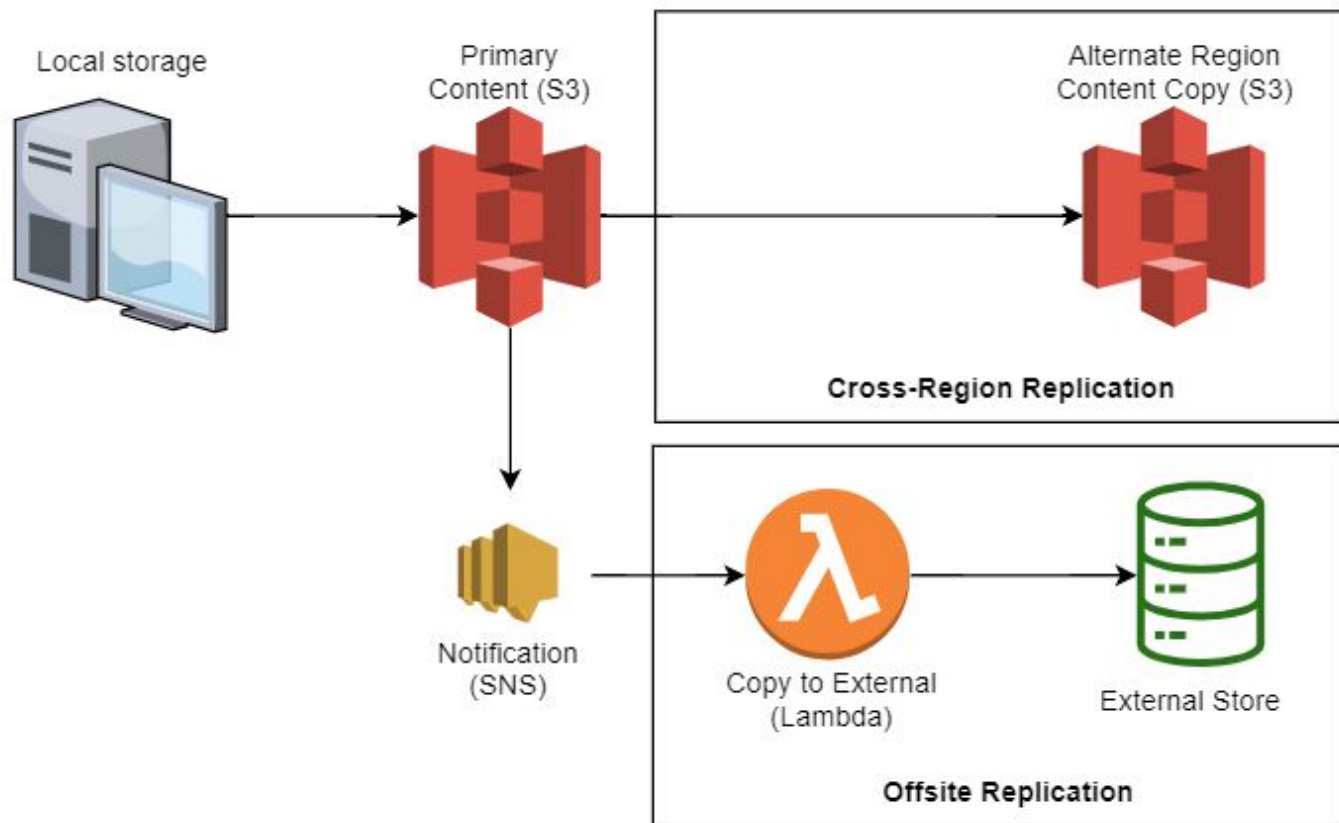 Local storage
Primary
Content (S3)
Alternate Region
Content Copy (S3)
Cross-Region Replication
Notification
(SNS)
Copy to External
(Lambda)
External Store
Offsite Replication